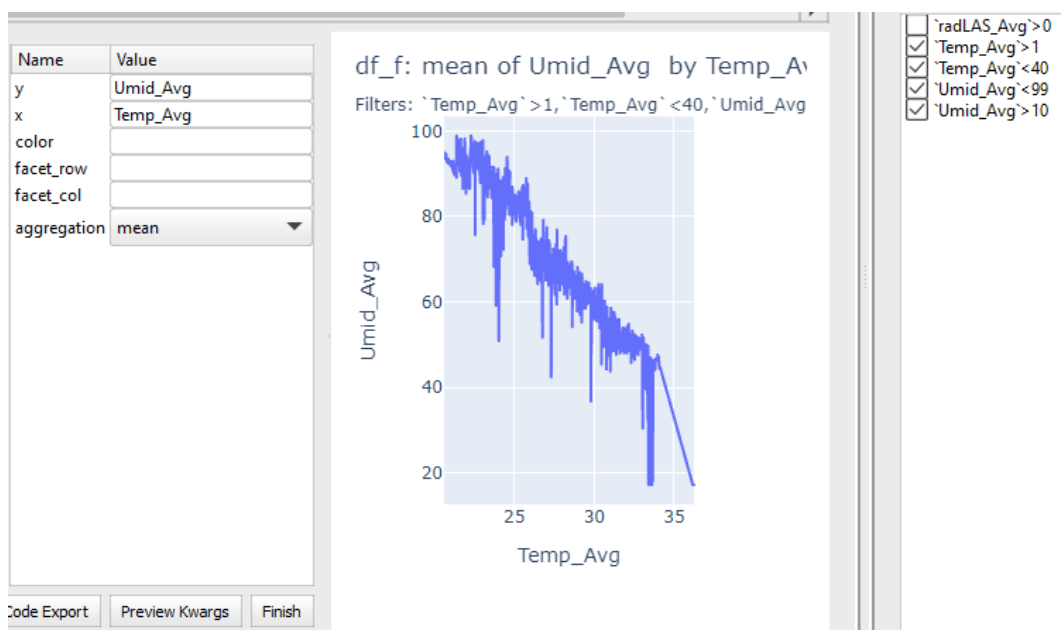 Name Value
y Umid_Avg
x Temp_Avg
color
facet_row
facet_col
aggregation mean
Code Export Preview Kwargs Finish
df_f: mean of Umid_Avg by Temp_Av
Filters: `Temp_Avg`>1,`Temp_Avg`<40,`Umid_Avg
100
80
60
40
20
Umid_Avg
25 30 35
Temp_Avg
`radLAS_Avg`>0
`Temp_Avg`>1
`Temp_Avg`<40
`Umid_Avg`<99
`Umid_Avg`>10